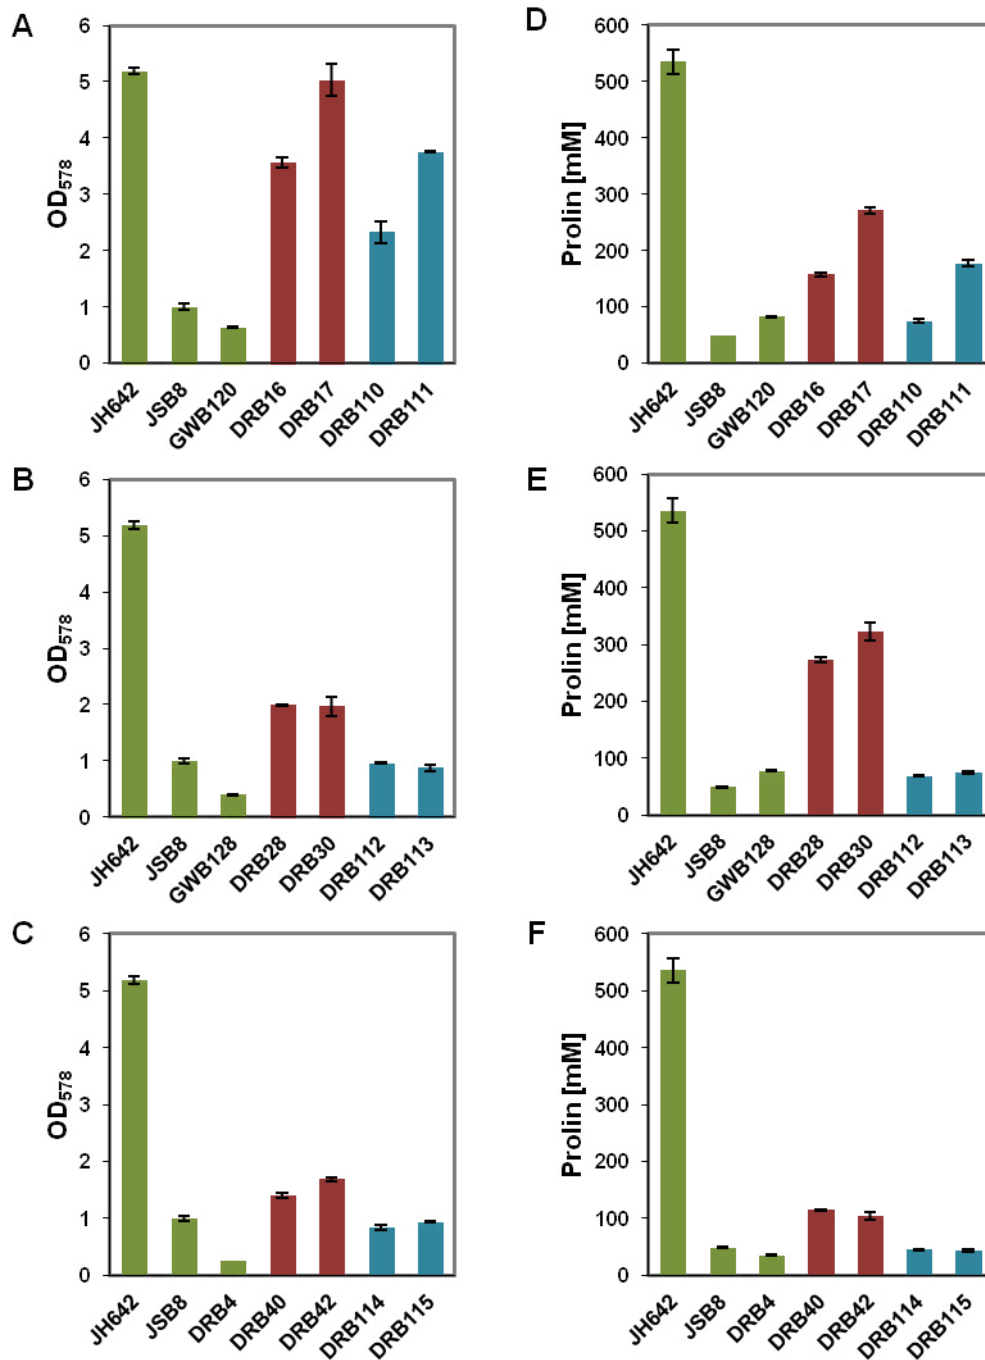 A
OD578
6
5
4
3
2
1
0
JH642
JSB8
GWB120
DRB16
DRB17
DRB110
DRB111
D
Prolin [mM]
600
500
400
300
200
100
0
JH642
JSB8
GWB120
DRB16
DRB17
DRB110
DRB111
B
OD578
6
5
4
3
2
1
0
JH642
JSB8
GWB128
DRB28
DRB30
DRB112
DRB113
E
Prolin [mM]
600
500
400
300
200
100
0
JH642
JSB8
GWB128
DRB28
DRB30
DRB112
DRB113
C
OD578
6
5
4
3
2
1
0
JH642
JSB8
DRB4
DRB40
DRB42
DRB114
DRB115
F
Prolin [mM]
600
500
400
300
200
100
0
JH642
JSB8
DRB4
DRB40
DRB42
DRB114
DRB115